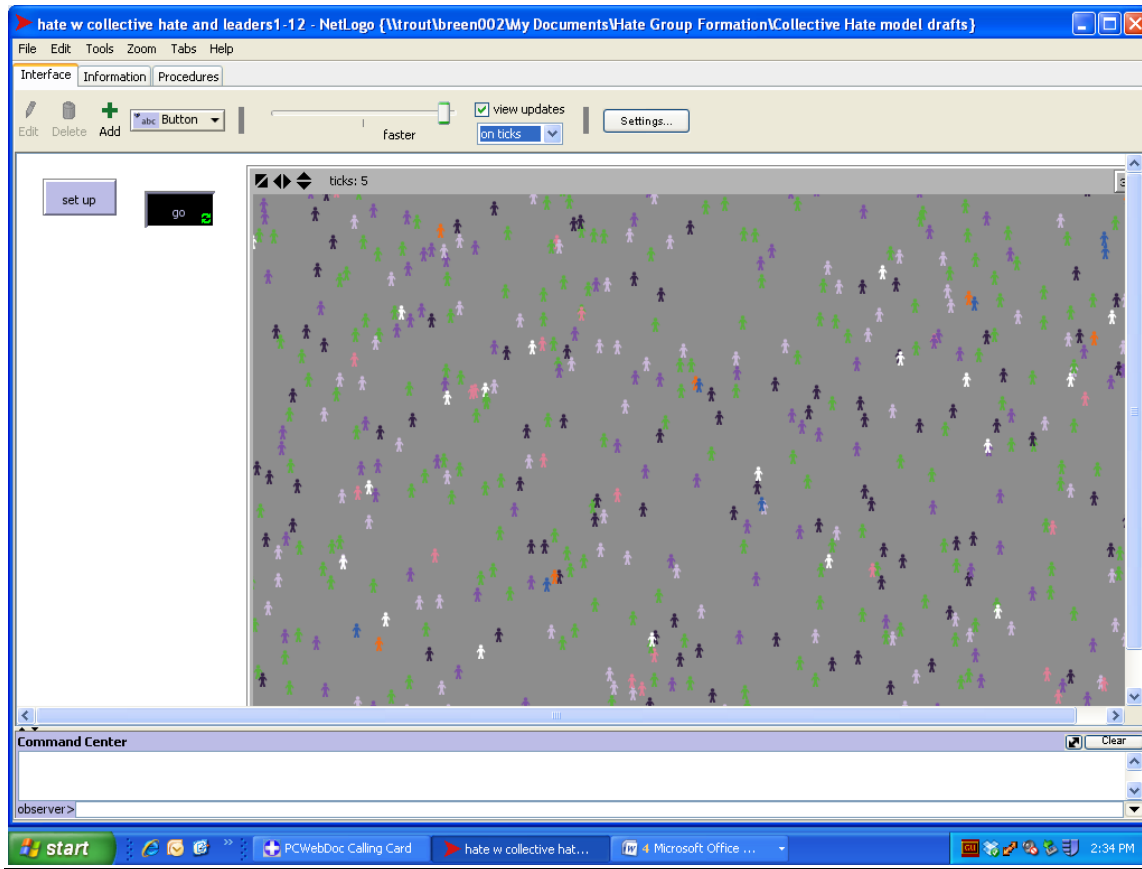 hate w collective hate and leaders1-12 - NetLogo {\\trout\breen002\My Documents\Hate Group Formation\Collective Hate model drafts}
File Edit Tools Zoom Tabs Help
Interface Information Procedures
Edit Delete Add abc Button faster view updates on ticks Settings...
set up go ticks: 5
Command Center Clear
observer>
start PCWebDoc Calling Card hate w collective hat... 4 Microsoft Office ... GU 2:34 PM